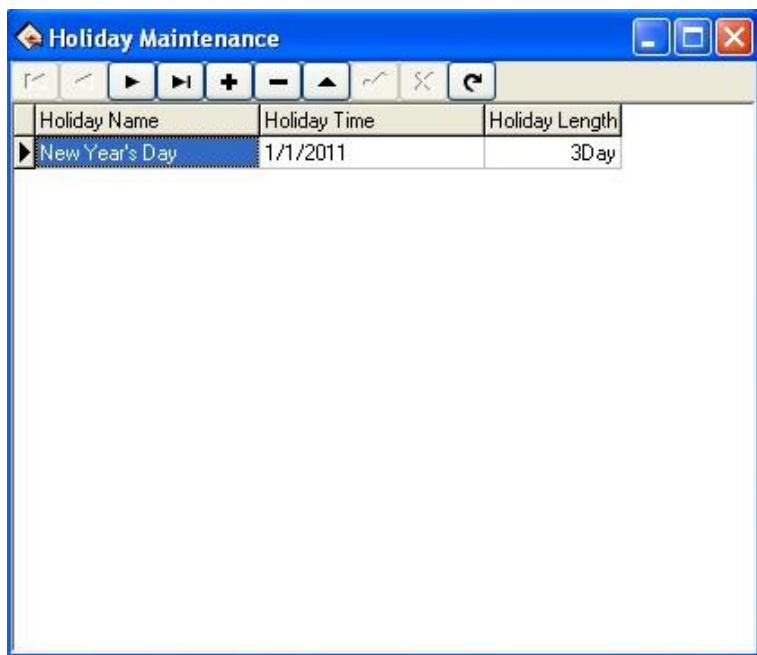 Holiday Maintenance
Holiday Name Holiday Time Holiday Length
New Year's Day 1/1/2011 3Day